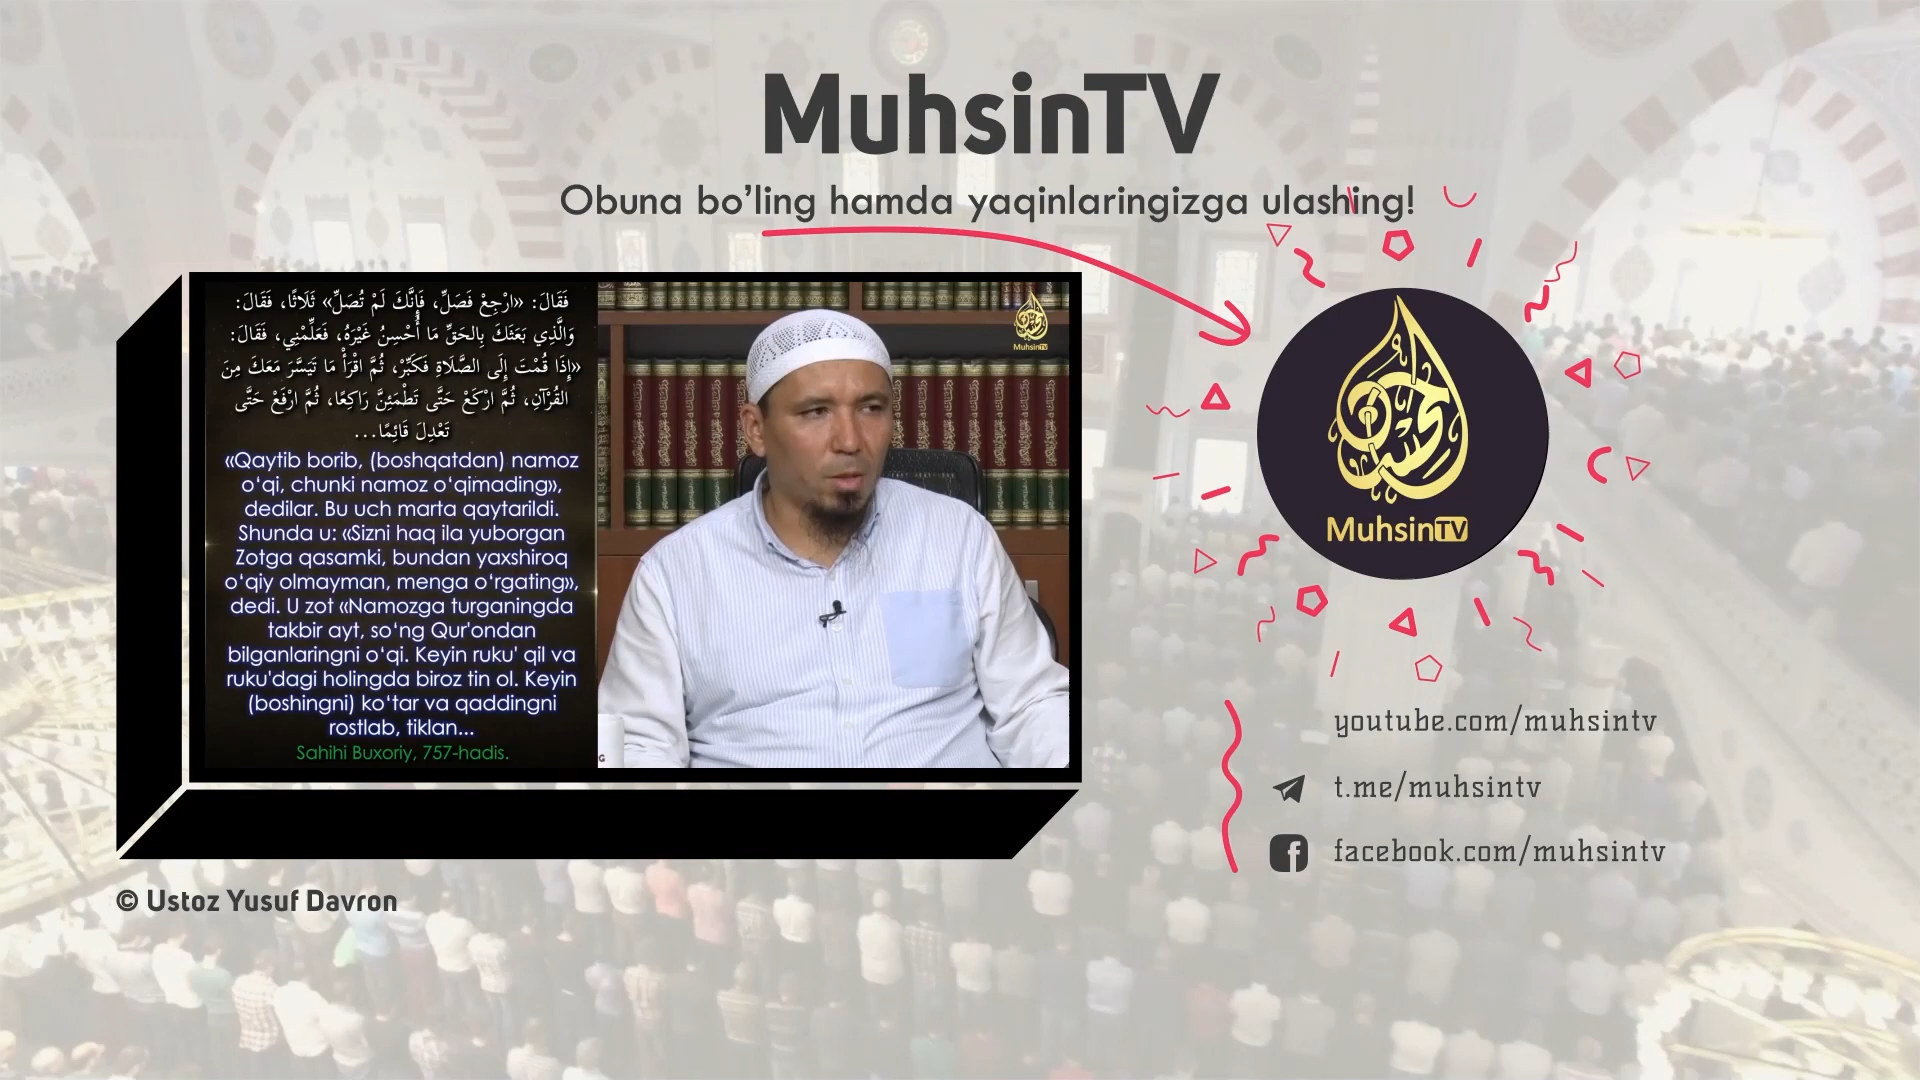 MuhsinTV
Obuna bo’ling hamda yaqinlaringizga ulashing!
فَقَالَ: «ارْجِعْ فَصَلِّ، فَإِنَّكَ لَمْ تُصَلِّ» ثَلَاثًا، فَقَالَ:
وَالَّذِي بَعَثَكَ بِالحَقِّ مَا أُحْسِنُ غَيْرَهُ، فَعَلِّمْنِي، فَقَالَ:
«إِذَا قُمْتَ إِلَى الصَّلَاةِ فَكَبِّرْ، ثُمَّ اقْرَأْ مَا تَيَسَّرَ مَعَكَ مِنَ
القُرْآنِ، ثُمَّ ارْكَعْ حَتَّى تَطْمَئِنَّ رَاكِعًا، ثُمَّ ارْفَعْ حَتَّى
تَعْدِلَ قَائِمًا...
«Qaytib borib, (boshqatdan) namoz
o‘qi, chunki namoz o‘qimading»,
dedilar. Bu uch marta qaytarildi.
Shunda u: «Sizni haq ila yuborgan
Zotga qasamki, bundan yaxshiroq
o‘qiy olmayman, menga o‘rgating»,
dedi. U zot «Namozga turganingda
takbir ayt, so‘ng Qur'ondan
bilganlaringni o‘qi. Keyin ruku' qil va
ruku'dagi holingda biroz tin ol. Keyin
(boshingni) ko‘tar va qaddingni
rostlab, tiklan...
Sahihi Buxoriy, 757-hadis.
MuhsinTV
المحسن
MuhsinTV
youtube.com/muhsintv
t.me/muhsintv
facebook.com/muhsintv
© Ustoz Yusuf Davron